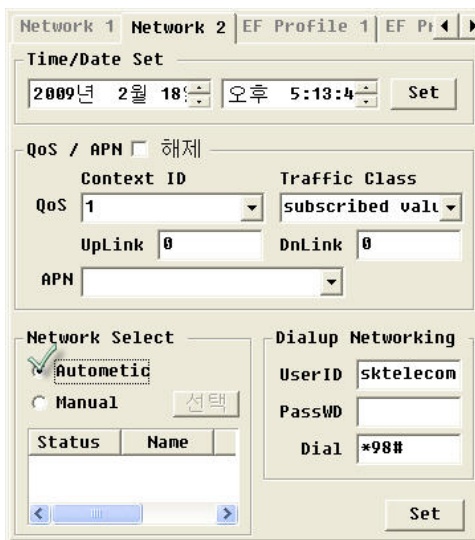 Network 1 Network 2 EF Profile 1 EF
Time/Date Set
2009년 2월 18 오후 5:13:4 Set
QoS / APN 해제
Context ID Traffic Class
QoS 1 subscribed valu
UpLink 0 DnLink 0
APN
Network Select
Autometic
Manual 선택
Status Name
Dialup Networking
UserID sktelecom
PassWD
Dial *98#
Set